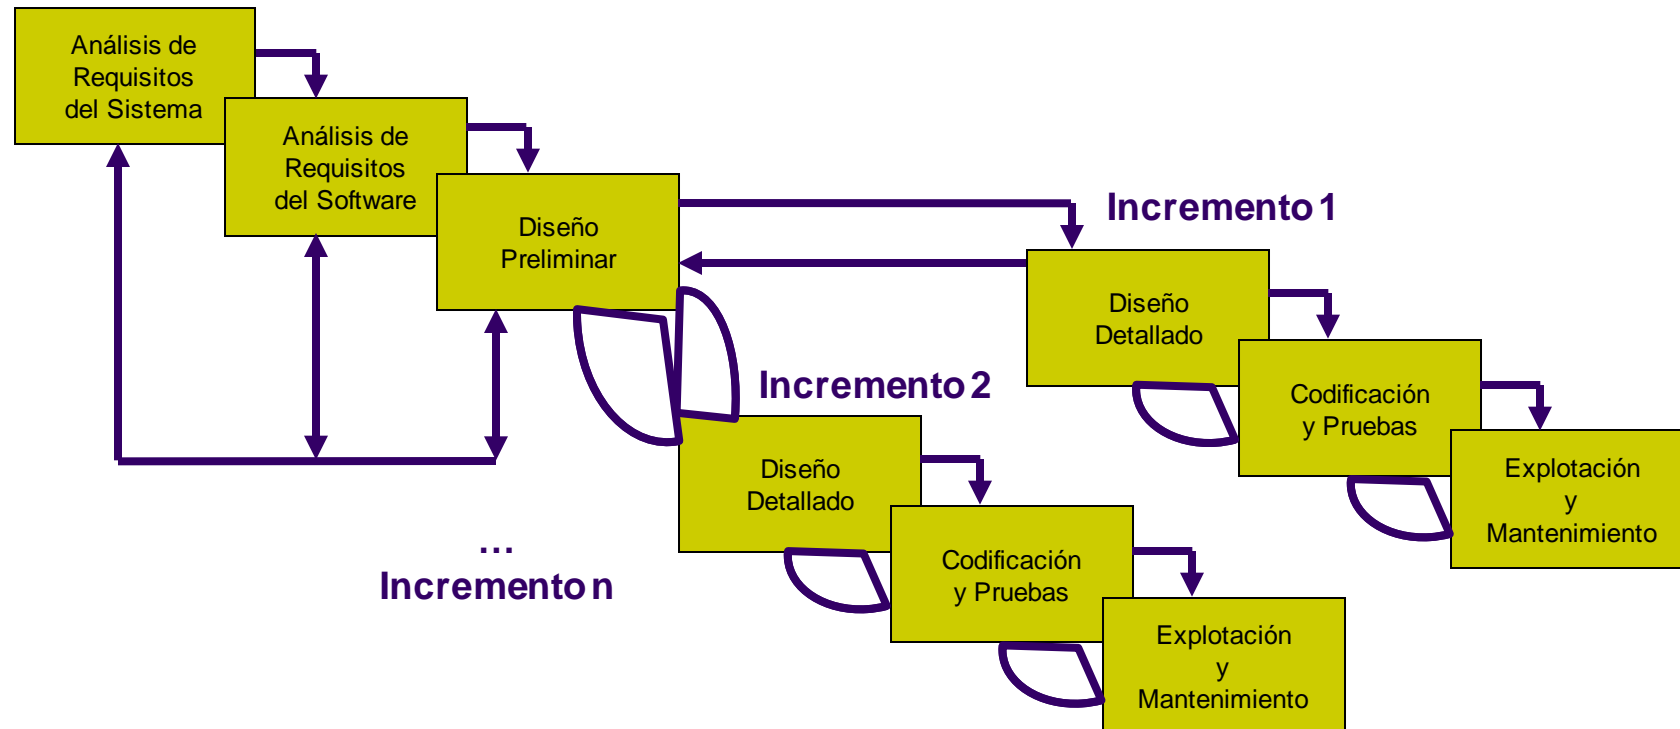 Análisis de
Requisitos
del Sistema
Análisis de
Requisitos
del Software
Diseño
Preliminar
Incremento 1
Diseño
Detallado
Codificación
y Pruebas
Explotación
y
Mantenimiento
Incremento 2
Diseño
Detallado
Codificación
y Pruebas
Explotación
y
Mantenimiento
...
Incremento n